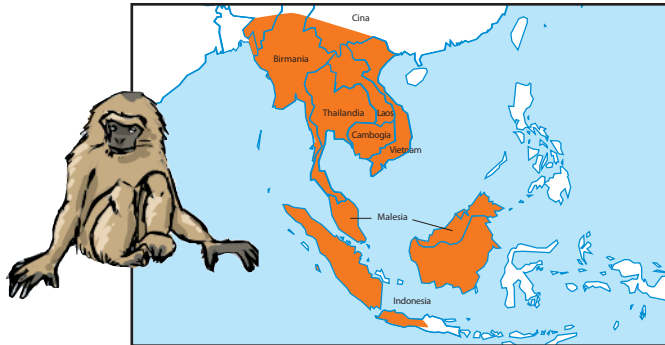 Cina
Birmania
Thailandia
Laos
Cambogia
Vietnam
Malesia
Indonesia